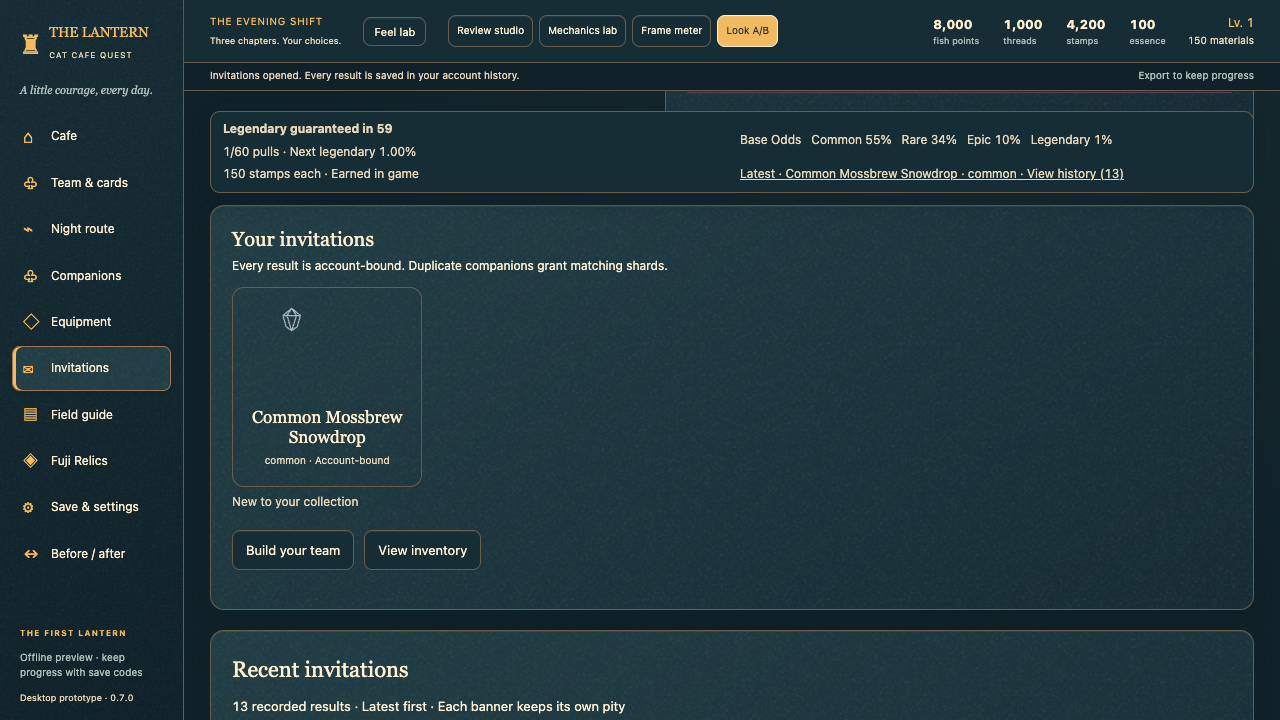 THE LANTERN
CAT CAFE QUEST
A little courage, every day.
Cafe
Team & cards
Night route
Companions
Equipment
Invitations
Field guide
Fuji Relics
Save & settings
Before / after
THE FIRST LANTERN
Offline preview · keep
progress with save codes
Desktop prototype · 0.7.0
THE EVENING SHIFT
Three chapters. Your choices.
Feel lab
Review studio
Mechanics lab
Frame meter
Look A/B
8,000
fish points
1,000
threads
4,200
stamps
100
essence
Lv. 1
150 materials
Invitations opened. Every result is saved in your account history.
Export to keep progress
Legendary guaranteed in 59
1/60 pulls · Next legendary 1.00%
150 stamps each · Earned in game
Base Odds Common 55% Rare 34% Epic 10% Legendary 1%
Latest · Common Mossbrew Snowdrop · common · View history (13)
Your invitations
Every result is account-bound. Duplicate companions grant matching shards.
Common Mossbrew
Snowdrop
common · Account-bound
New to your collection
Build your team
View inventory
Recent invitations
13 recorded results · Latest first · Each banner keeps its own pity